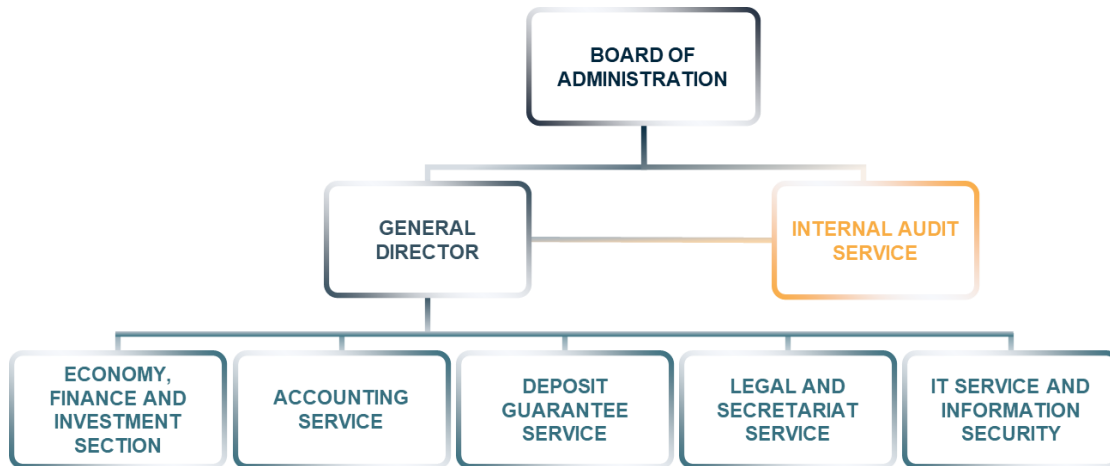 BOARD OF
ADMINISTRATION
GENERAL
DIRECTOR
INTERNAL AUDIT
SERVICE
ECONOMY,
FINANCE AND
INVESTMENT
SECTION
ACCOUNTING
SERVICE
DEPOSIT
GUARANTEE
SERVICE
LEGAL AND
SECRETARIAT
SERVICE
IT SERVICE AND
INFORMATION
SECURITY